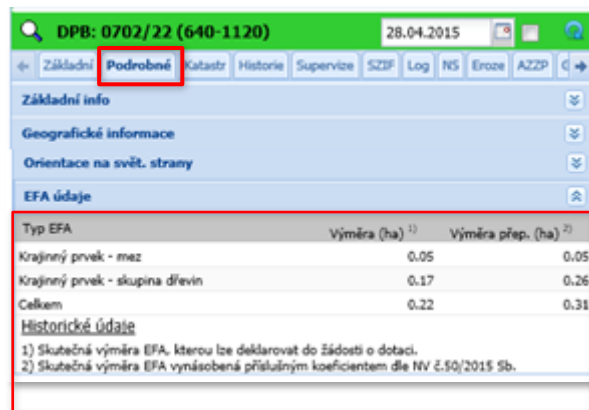 DPB: 0702/22 (640-1120) 28.04.2015
Základní Podrobné Katastr Historie Supervize SZIF Log NS Eroze AZZP
Základní info
Geografické informace
Orientace na svět. strany
EFA údaje
Typ EFA Výměra (ha) 1) Výměra přep. (ha) 2)
Krajinný prvek - mez 0.05 0.05
Krajinný prvek - skupina dřevin 0.17 0.26
Celkem 0.22 0.31
Historické údaje
1) Skutečná výměra EFA, kterou lze deklarovat do žádosti o dotaci.
2) Skutečná výměra EFA vynásobená příslušným koeficientem dle NV č.50/2015 Sb.